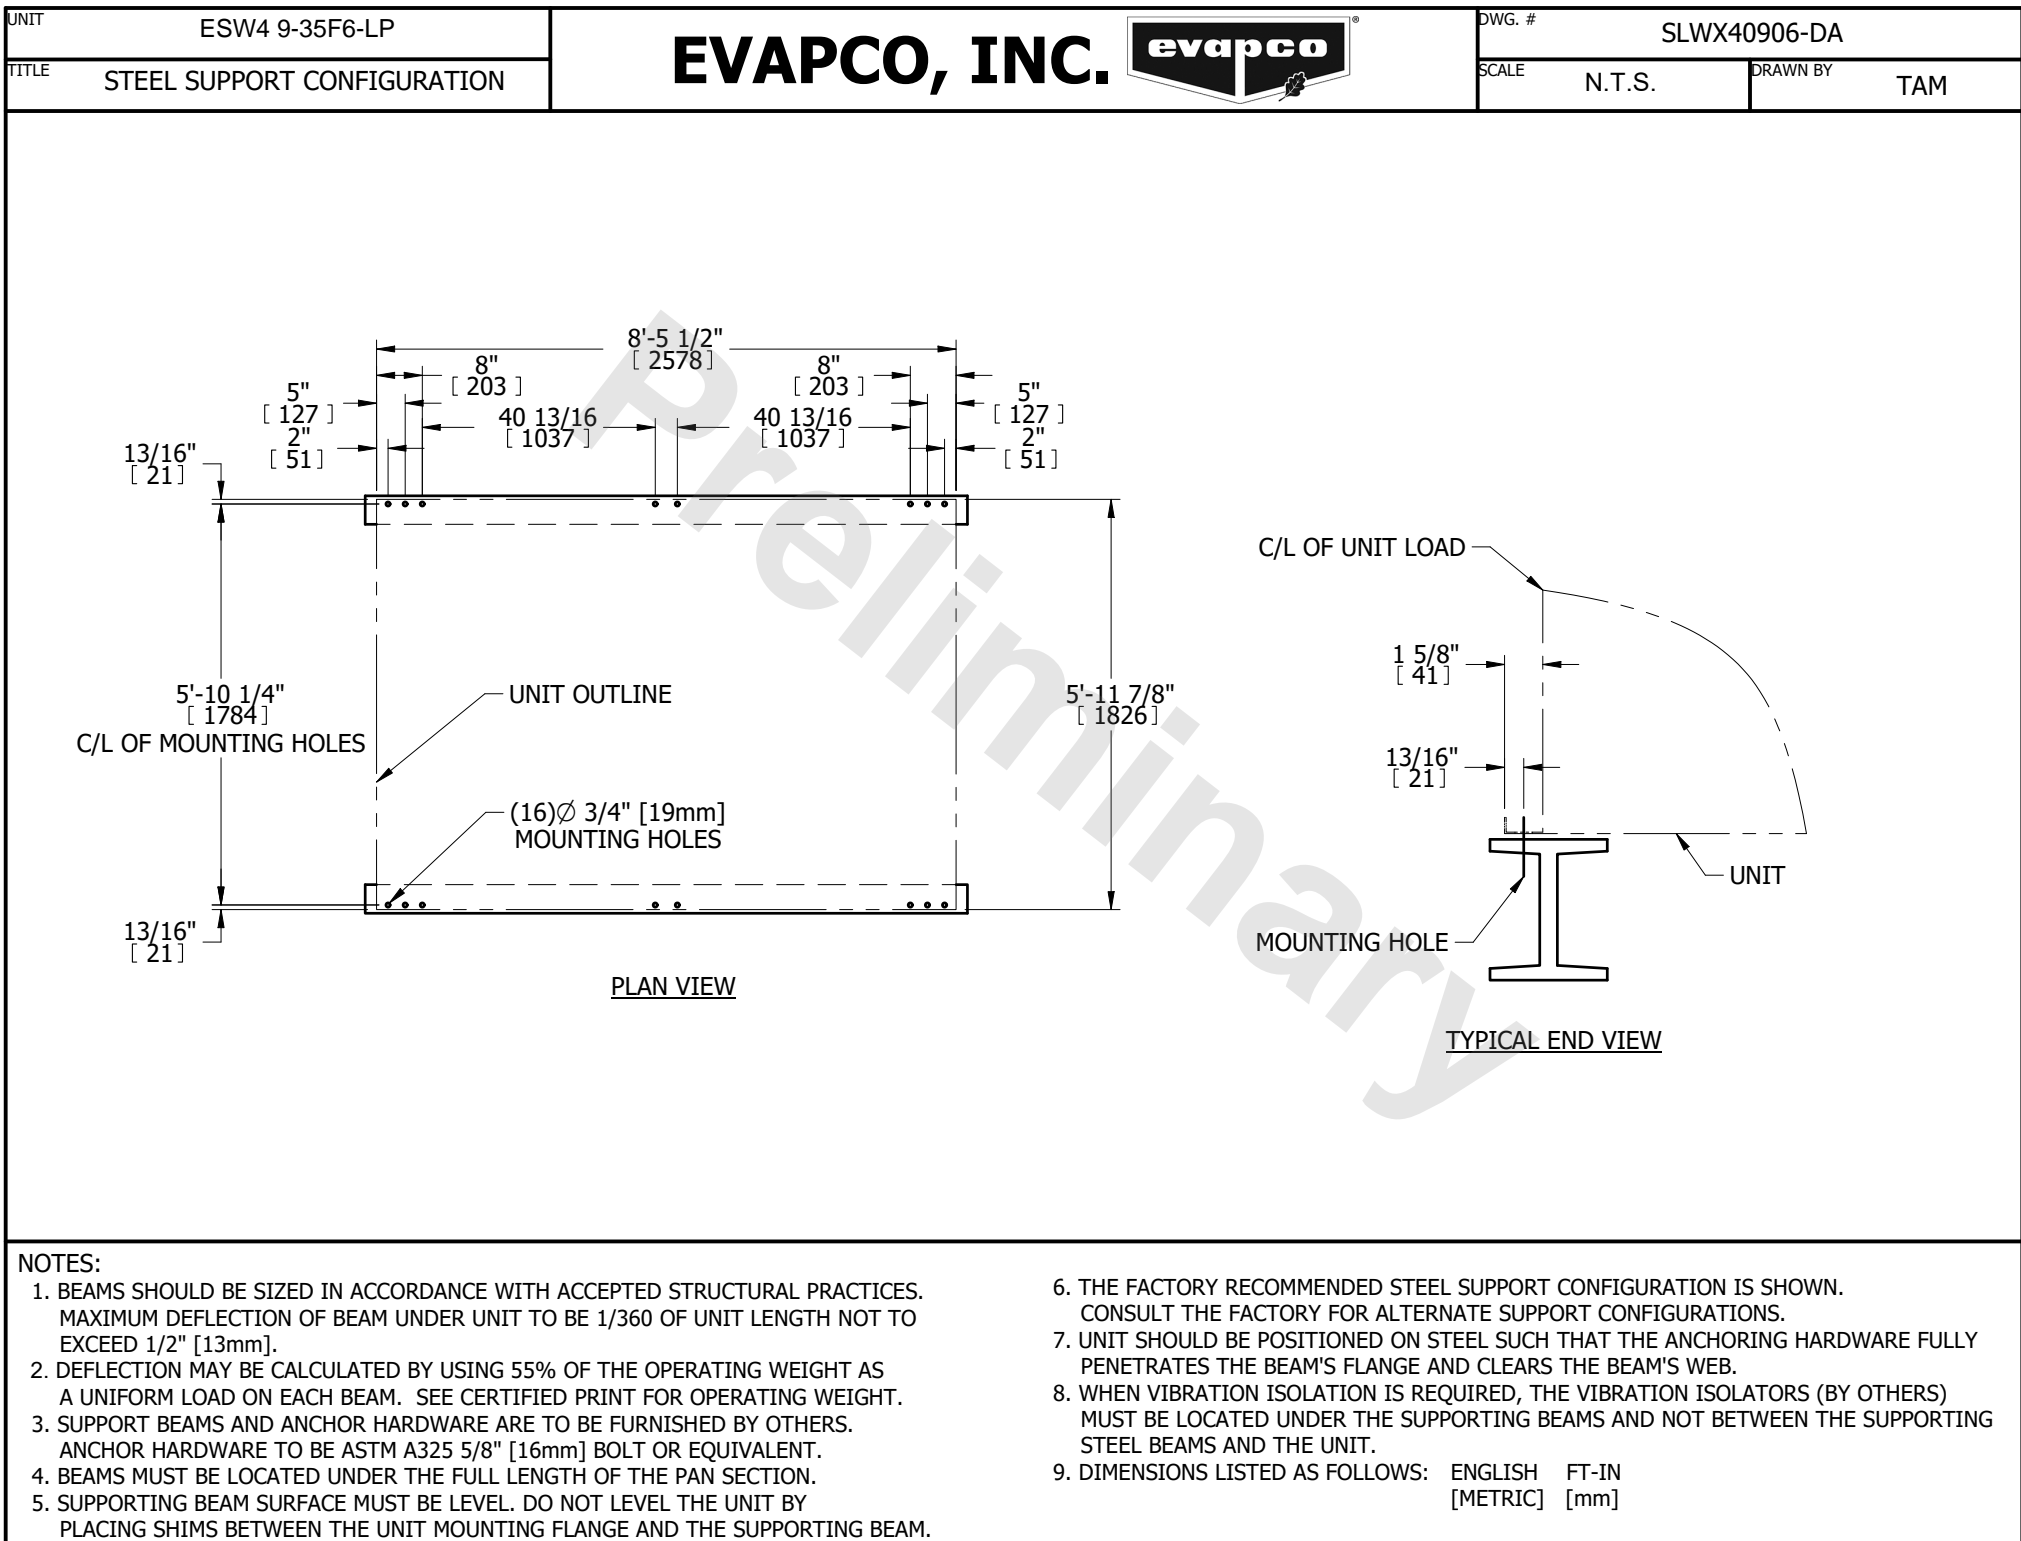 UNIT
ESW4 9-35F6-LP
TITLE
STEEL SUPPORT CONFIGURATION
EVAPCO, INC.
evapco
®
DWG. #
SLWX40906-DA
SCALE
N.T.S.
DRAWN BY
TAM
8'-5 1/2"
[ 2578 ]
8"
[ 203 ]
8"
[ 203 ]
5"
[ 127 ]
5"
[ 127 ]
40 13/16
[ 1037 ]
40 13/16
[ 1037 ]
2"
[ 51 ]
2"
[ 51 ]
13/16"
[ 21 ]
5'-10 1/4"
[ 1784 ]
C/L OF MOUNTING HOLES
UNIT OUTLINE
5'-11 7/8"
[ 1826 ]
(16)Ø 3/4" [19mm]
MOUNTING HOLES
13/16"
[ 21 ]
PLAN VIEW
C/L OF UNIT LOAD
1 5/8"
[ 41 ]
13/16"
[ 21 ]
UNIT
MOUNTING HOLE
TYPICAL END VIEW
Preliminary
NOTES:
1. BEAMS SHOULD BE SIZED IN ACCORDANCE WITH ACCEPTED STRUCTURAL PRACTICES.
MAXIMUM DEFLECTION OF BEAM UNDER UNIT TO BE 1/360 OF UNIT LENGTH NOT TO
EXCEED 1/2" [13mm].
2. DEFLECTION MAY BE CALCULATED BY USING 55% OF THE OPERATING WEIGHT AS
A UNIFORM LOAD ON EACH BEAM. SEE CERTIFIED PRINT FOR OPERATING WEIGHT.
3. SUPPORT BEAMS AND ANCHOR HARDWARE ARE TO BE FURNISHED BY OTHERS.
ANCHOR HARDWARE TO BE ASTM A325 5/8" [16mm] BOLT OR EQUIVALENT.
4. BEAMS MUST BE LOCATED UNDER THE FULL LENGTH OF THE PAN SECTION.
5. SUPPORTING BEAM SURFACE MUST BE LEVEL. DO NOT LEVEL THE UNIT BY
PLACING SHIMS BETWEEN THE UNIT MOUNTING FLANGE AND THE SUPPORTING BEAM.
6. THE FACTORY RECOMMENDED STEEL SUPPORT CONFIGURATION IS SHOWN.
CONSULT THE FACTORY FOR ALTERNATE SUPPORT CONFIGURATIONS.
7. UNIT SHOULD BE POSITIONED ON STEEL SUCH THAT THE ANCHORING HARDWARE FULLY
PENETRATES THE BEAM'S FLANGE AND CLEARS THE BEAM'S WEB.
8. WHEN VIBRATION ISOLATION IS REQUIRED, THE VIBRATION ISOLATORS (BY OTHERS)
MUST BE LOCATED UNDER THE SUPPORTING BEAMS AND NOT BETWEEN THE SUPPORTING
STEEL BEAMS AND THE UNIT.
9. DIMENSIONS LISTED AS FOLLOWS: ENGLISH FT-IN
[METRIC] [mm]